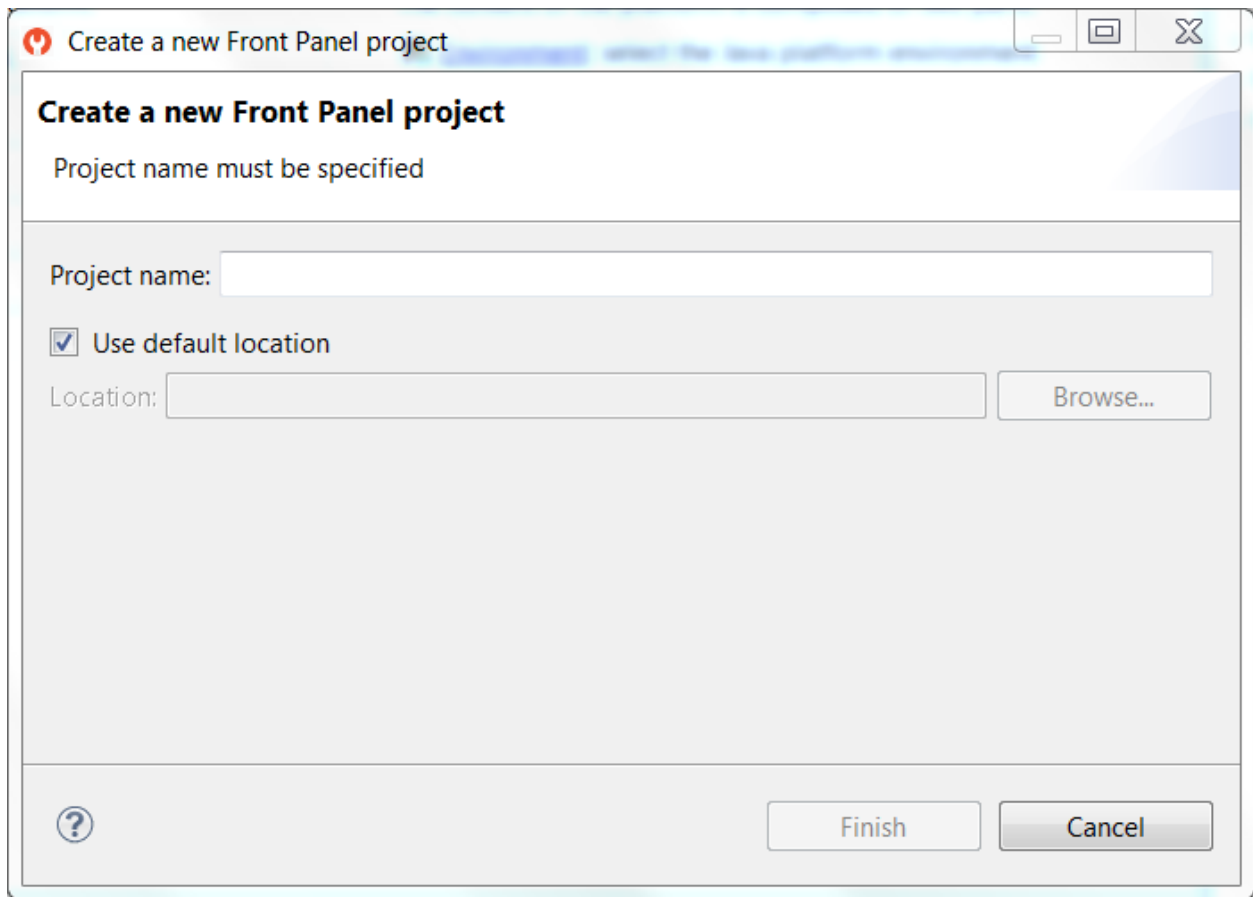 Create a new Front Panel project
Create a new Front Panel project
Project name must be specified
Project name:
Use default location
Location:
Browse...
Finish
Cancel